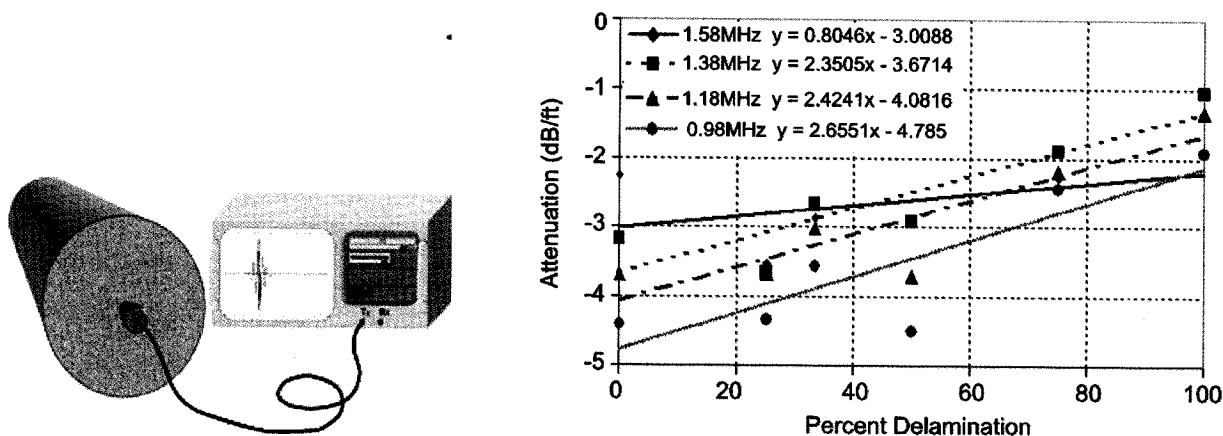 1.58MHz y = 0.8046x - 3.0088
1.38MHz y = 2.3505x - 3.6714
1.18MHz y = 2.4241x - 4.0816
0.98MHz y = 2.6551x - 4.785
0
-1
-2
-3
-4
-5
Attenuation (dB/ft)
0 20 40 60 80 100
Percent Delamination